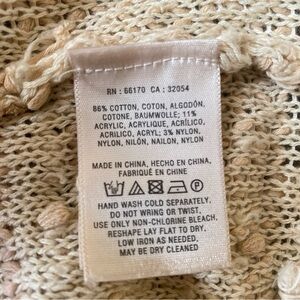 RN : 66170 CA : 32054
86% COTTON, COTON, ALGODÓN,
COTONE, BAUMWOLLE; 11%
ACRYLIC, ACRYLIQUE, ACRÍLICO,
ACRILICO, ACRYL; 3% NYLON,
NYLON, NILÓN, NAILON, NYLON
MADE IN CHINA, HECHO EN CHINA,
FABRIQUÉ EN CHINE
HAND WASH COLD SEPARATELY.
DO NOT WRING OR TWIST.
USE ONLY NON-CHLORINE BLEACH.
RESHAPE LAY FLAT TO DRY.
LOW IRON AS NEEDED.
MAY BE DRY CLEANED